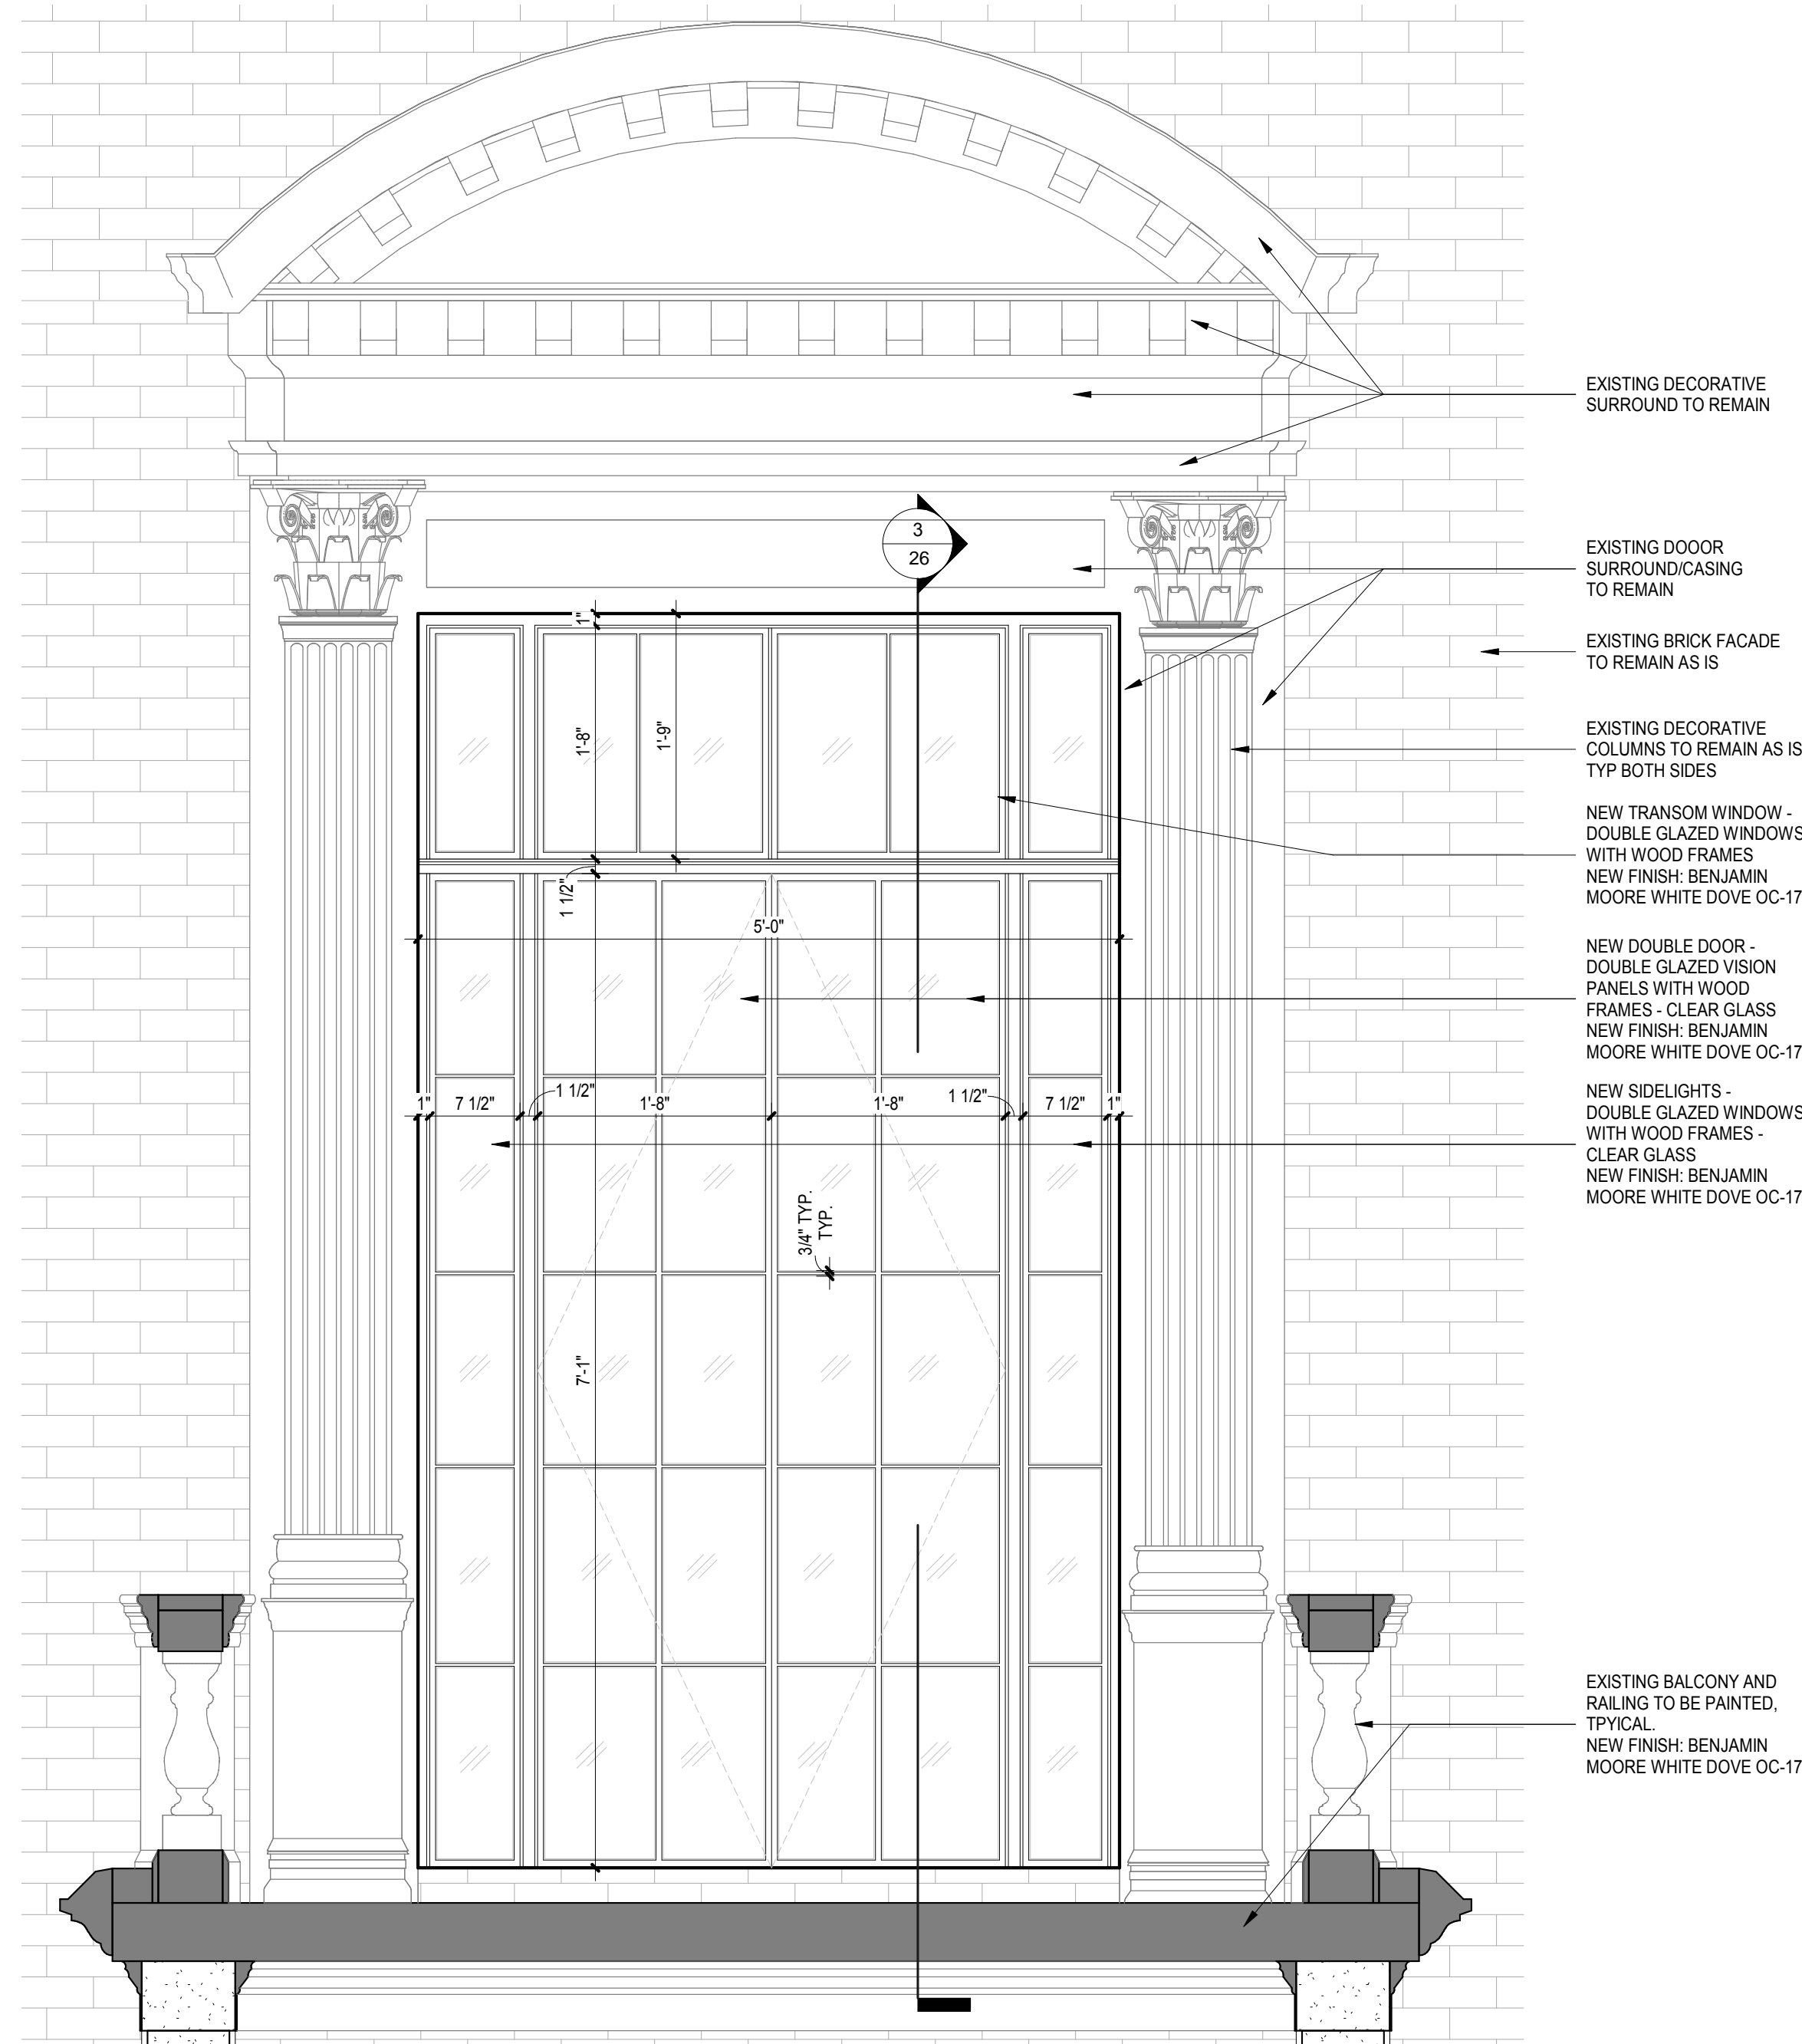 EXISTING DECORATIVE
SURROUND TO REMAIN
3
26
EXISTING DOOOR
SURROUND/CASING
TO REMAIN
EXISTING BRICK FACADE
TO REMAIN AS IS
EXISTING DECORATIVE
COLUMNS TO REMAIN AS IS
TYP BOTH SIDES
NEW TRANSOM WINDOW -
DOUBLE GLAZED WINDOWS
WITH WOOD FRAMES
NEW FINISH: BENJAMIN
MOORE WHITE DOVE OC-17
NEW DOUBLE DOOR -
DOUBLE GLAZED VISION
PANELS WITH WOOD
FRAMES - CLEAR GLASS
NEW FINISH: BENJAMIN
MOORE WHITE DOVE OC-17
NEW SIDELIGHTS -
DOUBLE GLAZED WINDOWS
WITH WOOD FRAMES -
CLEAR GLASS
NEW FINISH: BENJAMIN
MOORE WHITE DOVE OC-17
EXISTING BALCONY AND
RAILING TO BE PAINTED,
TPYICAL.
NEW FINISH: BENJAMIN
MOORE WHITE DOVE OC-17
1"
1'-8"
1'-9"
1 1/2"
5'-0"
1"
7 1/2"
1 1/2"
1'-8"
1'-8"
1 1/2"
7 1/2"
1"
3/4" TYP.
TYP.
7'-1"